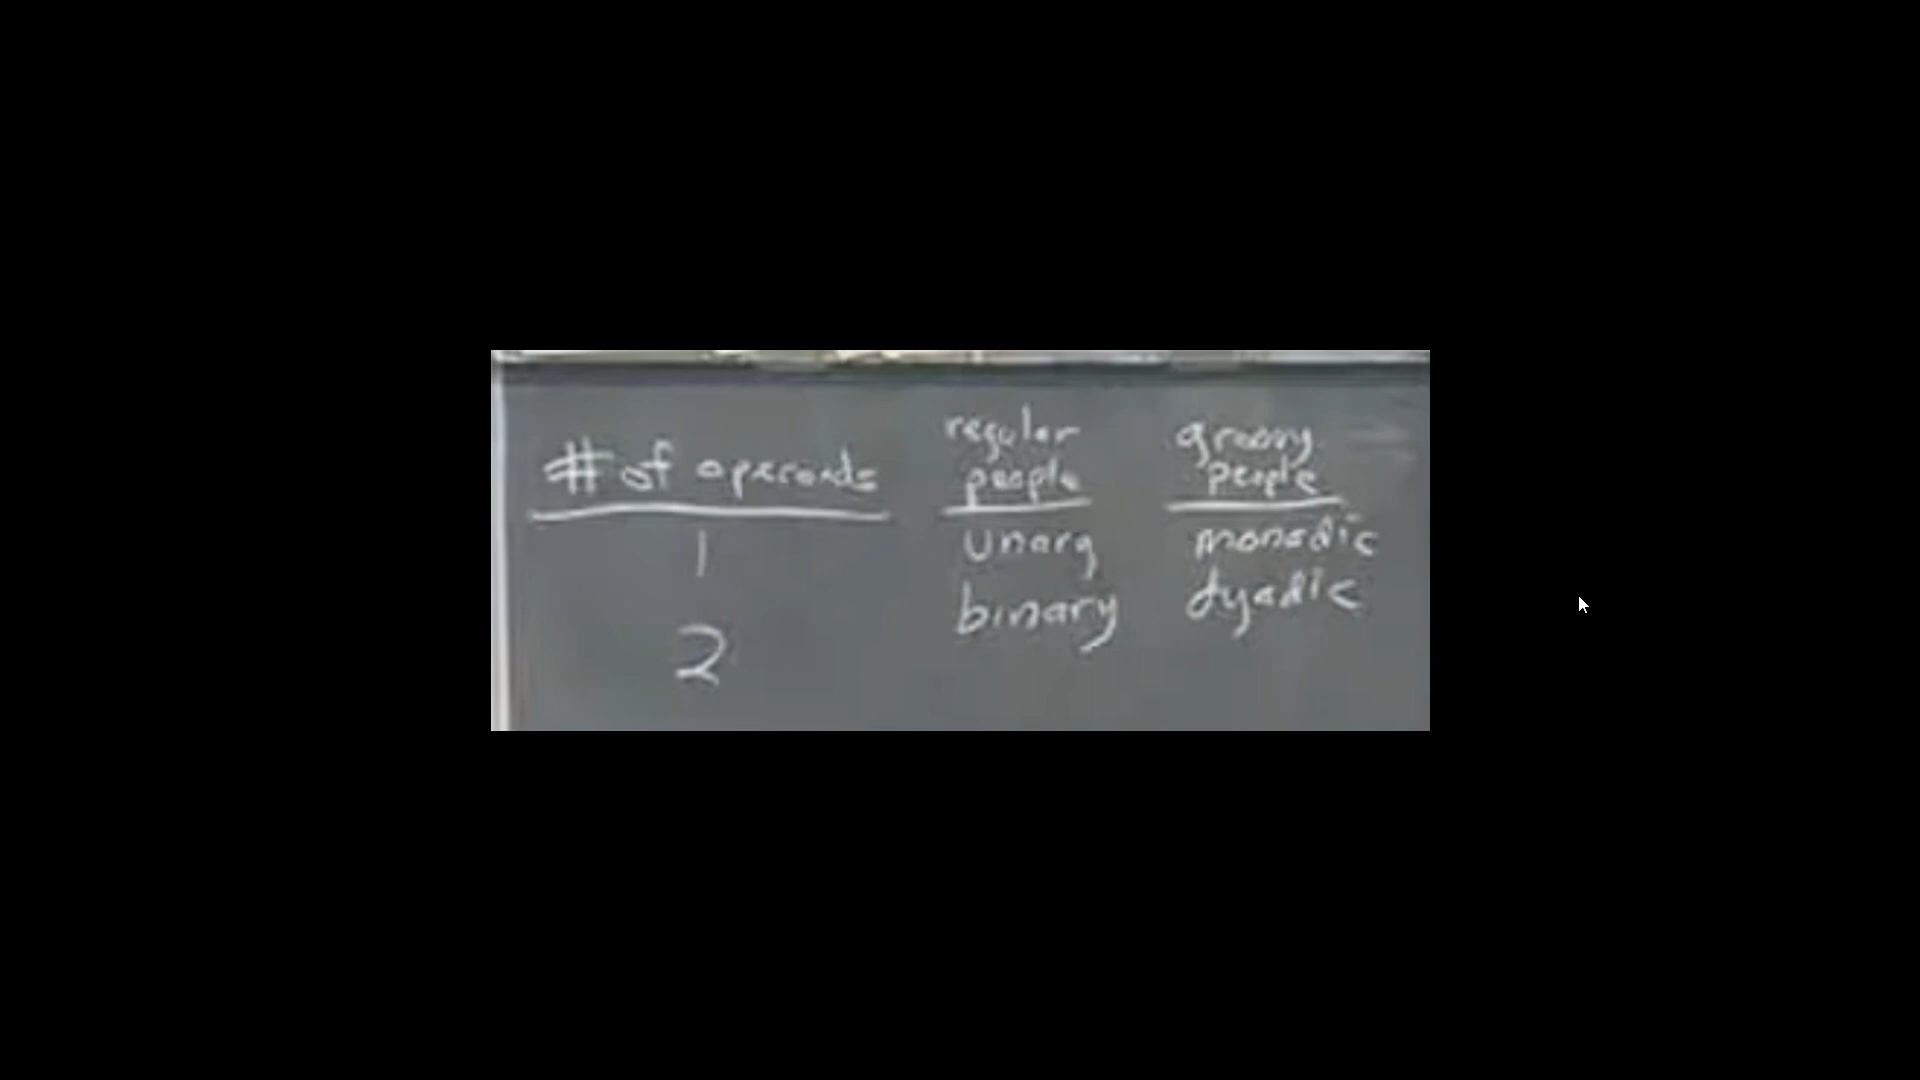 # of operands regular people groovy people
1 unary monadic
2 binary dyadic